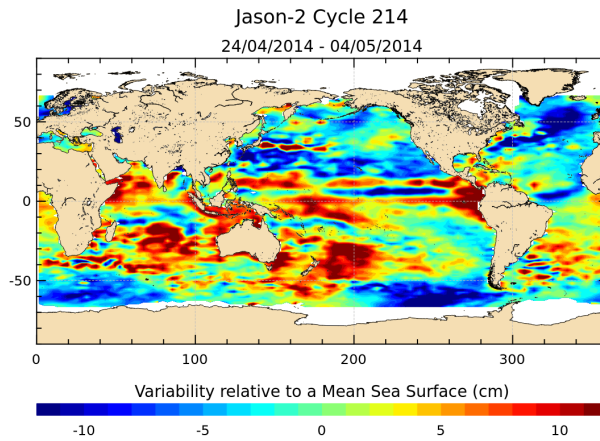 Jason-2 Cycle 214
24/04/2014 - 04/05/2014
50
0
-50
0 100 200 300
Variability relative to a Mean Sea Surface (cm)
-10 -5 0 5 10